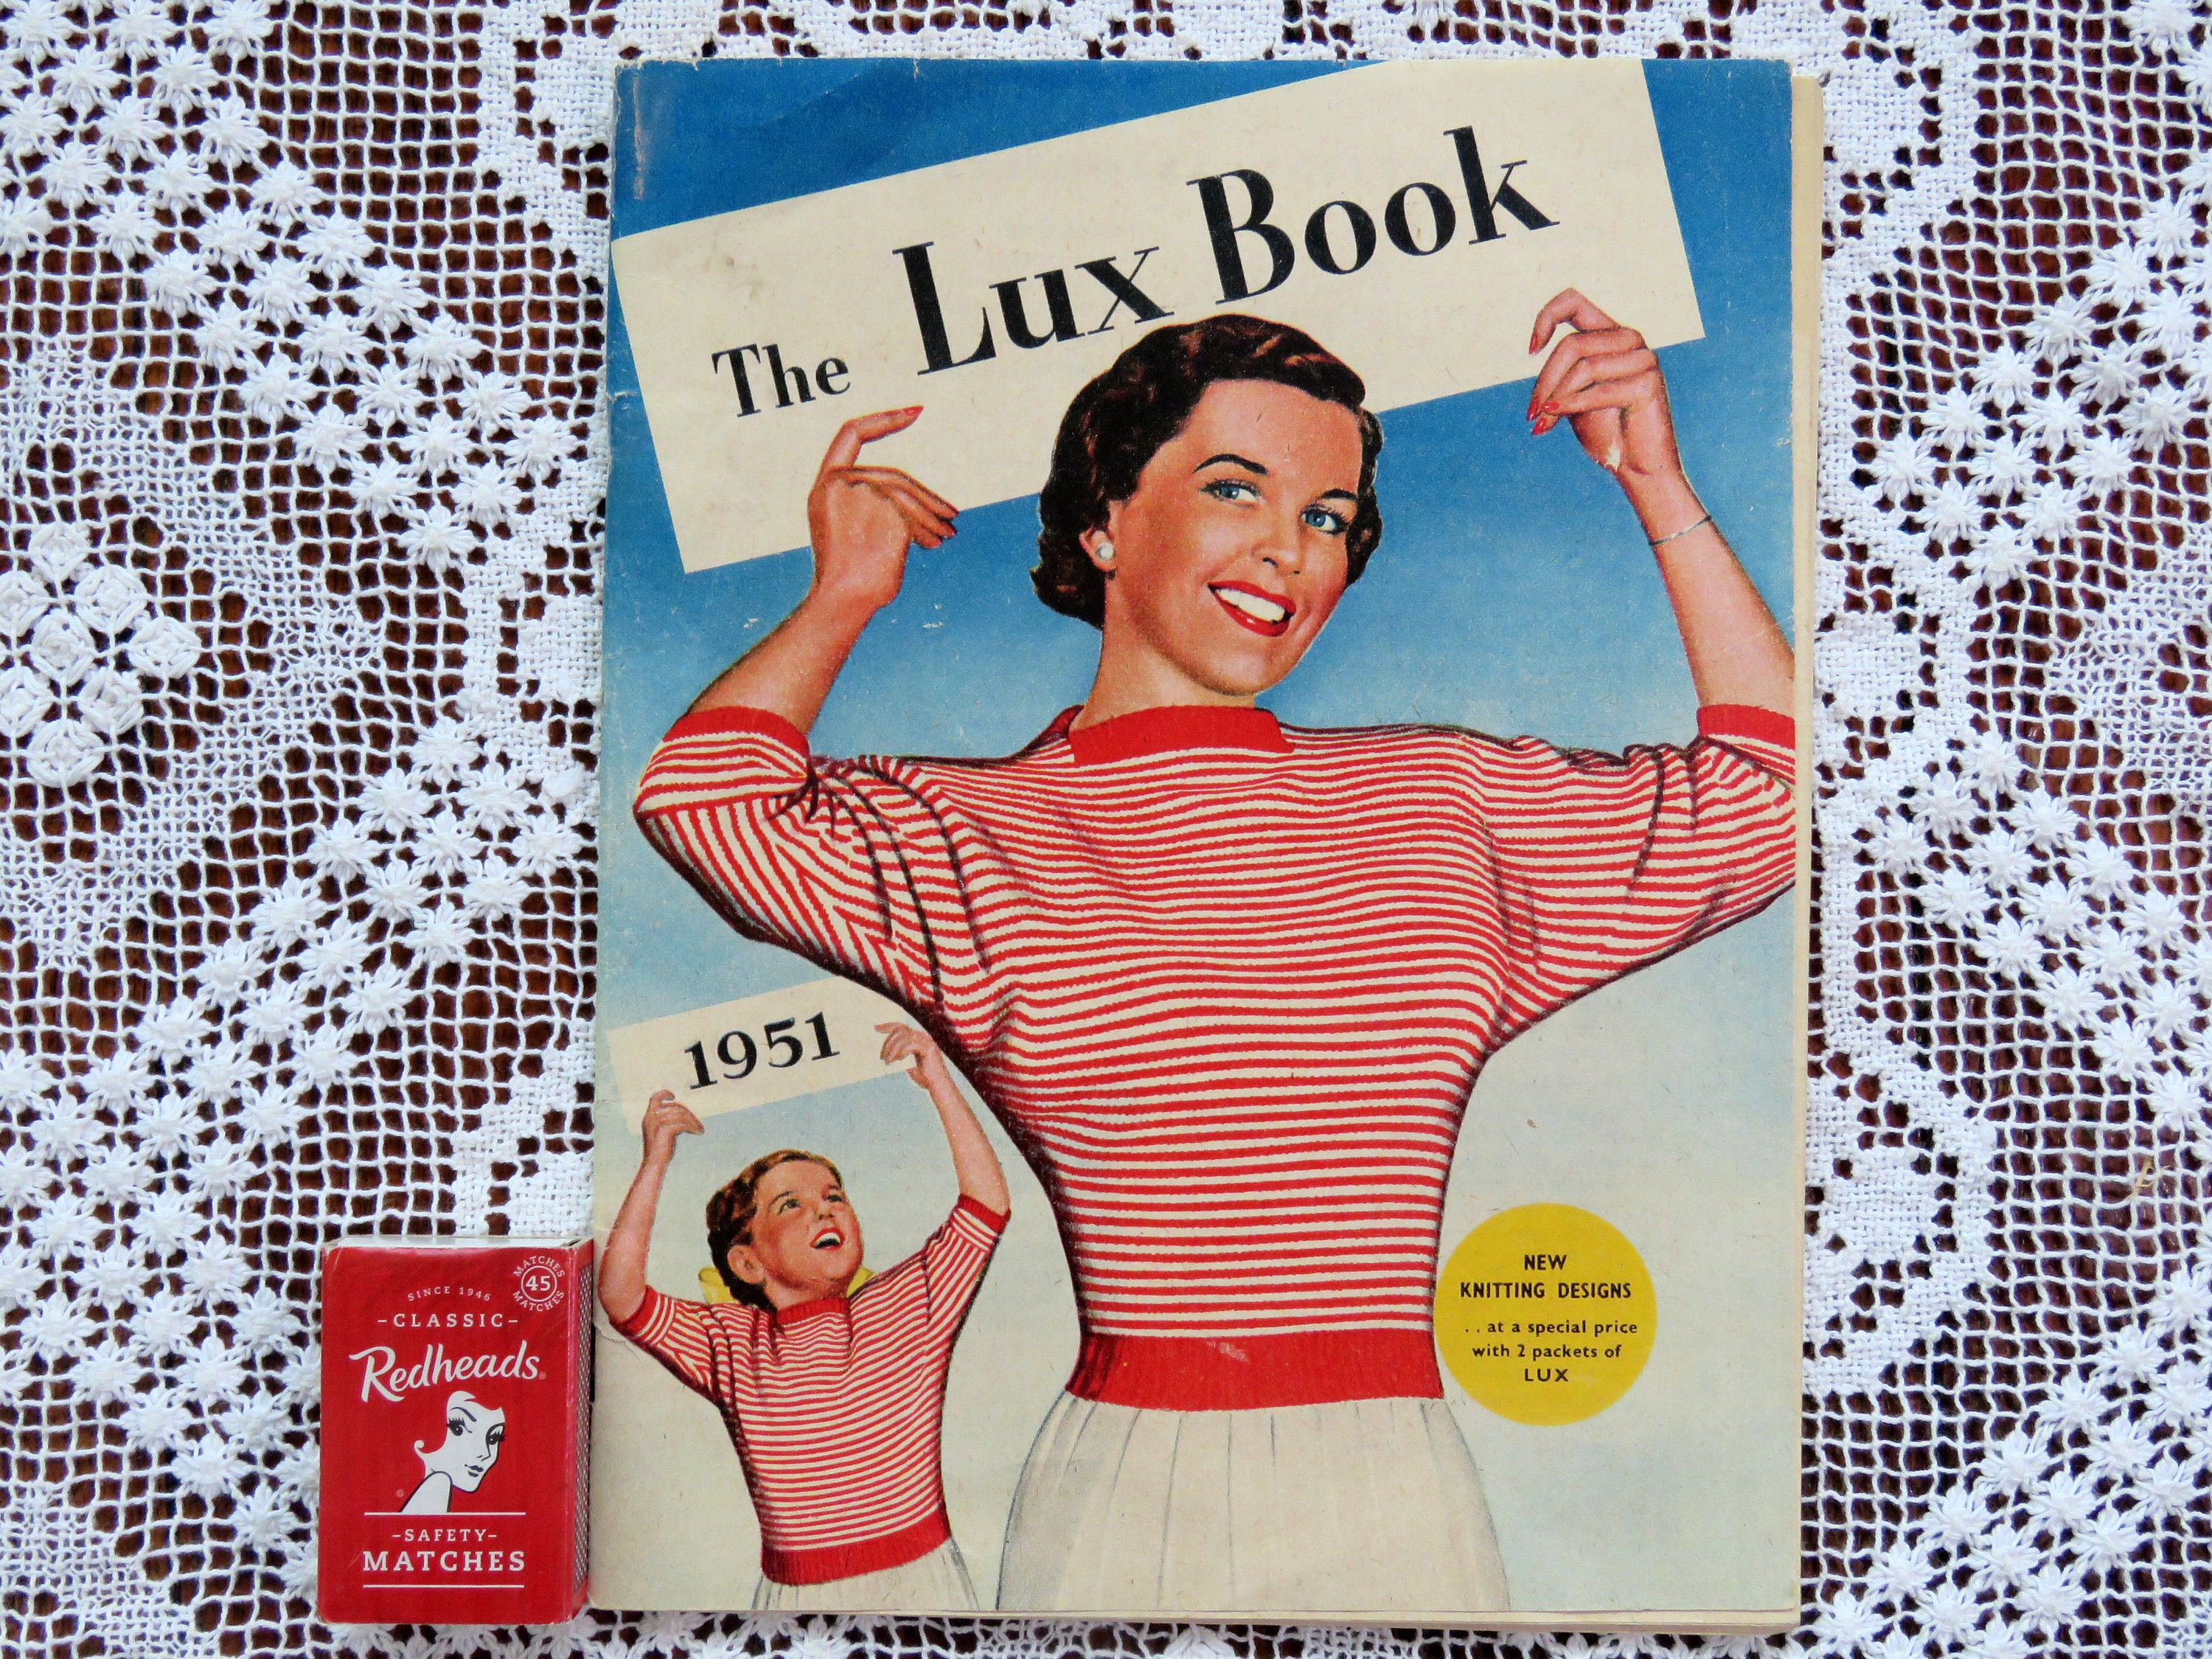 The Lux Book
1951
NEW
KNITTING DESIGNS
. . at a special price
with 2 packets of
LUX
MATCHES
45
MATCHES
SINCE 1946
-CLASSIC-
Redheads®
-SAFETY-
MATCHES